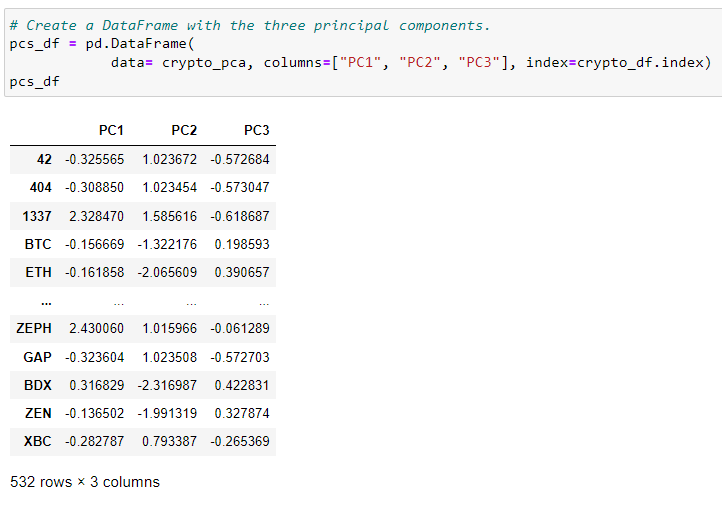 # Create a DataFrame with the three principal components.
pcs_df = pd.DataFrame(
data= crypto_pca, columns=["PC1", "PC2", "PC3"], index=crypto_df.index)
pcs_df
PC1 PC2 PC3
42 -0.325565 1.023672 -0.572684
404 -0.308850 1.023454 -0.573047
1337 2.328470 1.585616 -0.618687
BTC -0.156669 -1.322176 0.198593
ETH -0.161858 -2.065609 0.390657
... ... ... ...
ZEPH 2.430060 1.015966 -0.061289
GAP -0.323604 1.023508 -0.572703
BDX 0.316829 -2.316987 0.422831
ZEN -0.136502 -1.991319 0.327874
XBC -0.282787 0.793387 -0.265369
532 rows × 3 columns